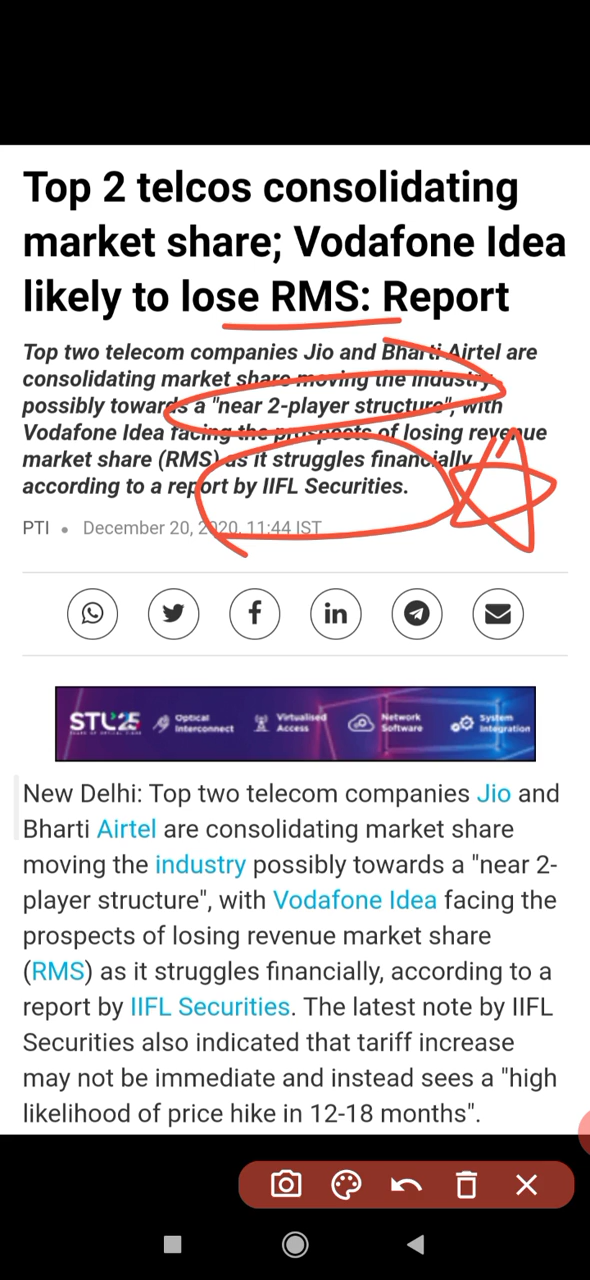 Top 2 telcos consolidating
market share; Vodafone Idea
likely to lose RMS: Report
Top two telecom companies Jio and Bharti Airtel are
consolidating market share moving the industry
possibly towards a "near 2-player structure", with
Vodafone Idea facing the prospects of losing revenue
market share (RMS) as it struggles financially,
according to a report by IIFL Securities.
PTI • December 20, 2020, 11:44 IST
STL 25
Optical Interconnect
Virtualised Access
Network Software
System Integration
New Delhi: Top two telecom companies Jio and
Bharti Airtel are consolidating market share
moving the industry possibly towards a "near 2-
player structure", with Vodafone Idea facing the
prospects of losing revenue market share
(RMS) as it struggles financially, according to a
report by IIFL Securities. The latest note by IIFL
Securities also indicated that tariff increase
may not be immediate and instead sees a "high
likelihood of price hike in 12-18 months".